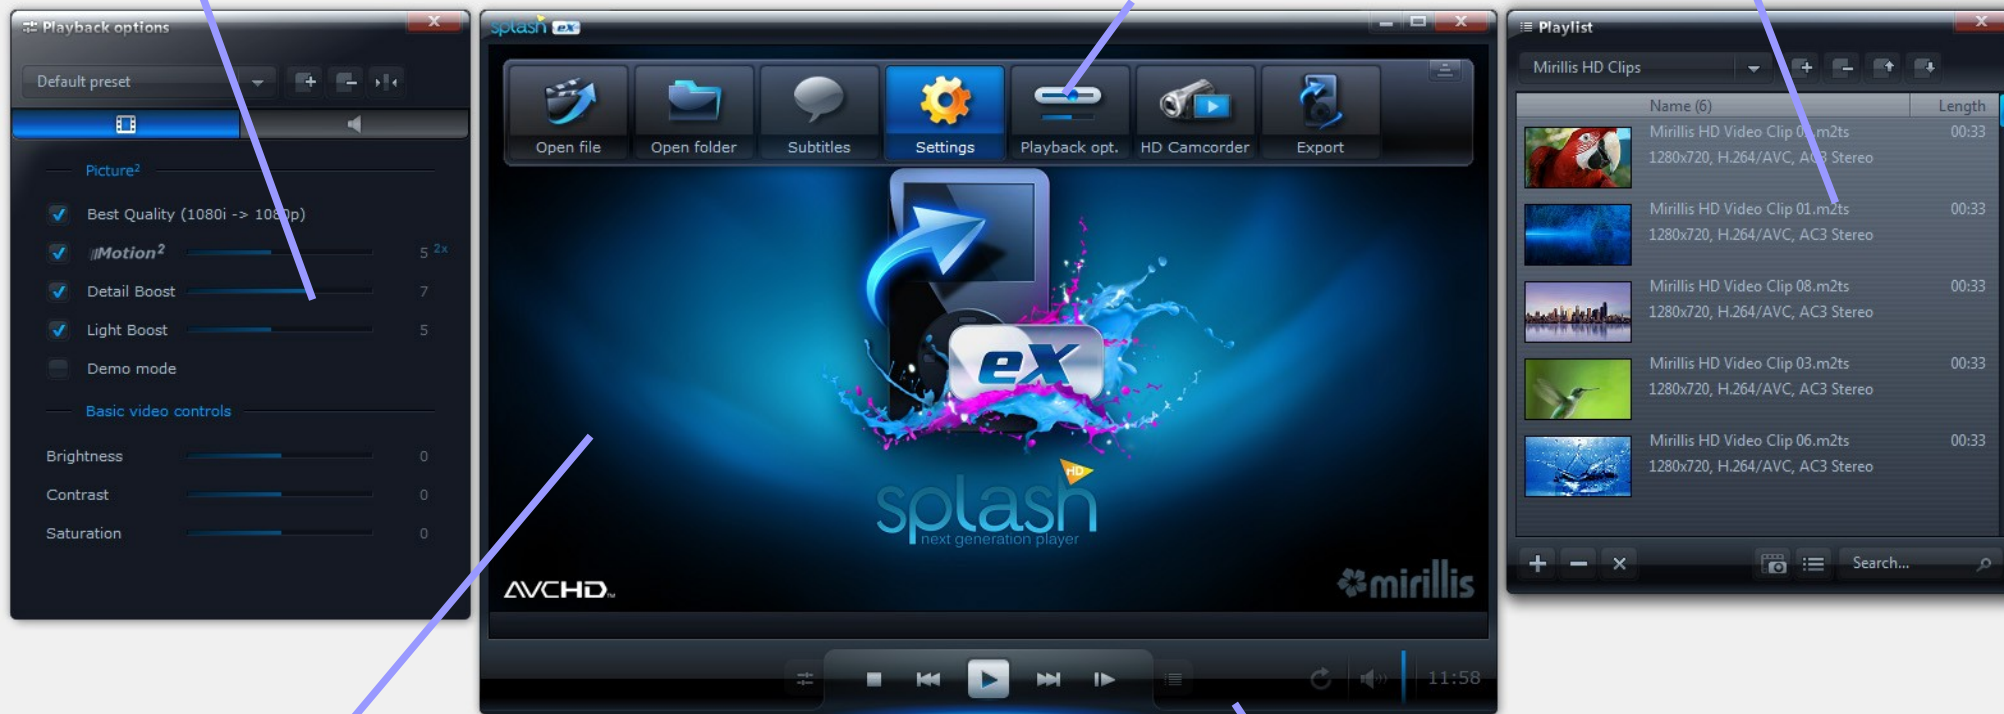 Playback options
Default preset
Picture²
Best Quality (1080i -> 1080p)
Motion² 5 2x
Detail Boost 7
Light Boost 5
Demo mode
Basic video controls
Brightness 0
Contrast 0
Saturation 0
splash ex
Open file
Open folder
Subtitles
Settings
Playback opt.
HD Camcorder
Export
eX
HD
splash
next generation player
AVCHD™
mirillis
11:58
Playlist
Mirillis HD Clips
Name (6) Length
Mirillis HD Video Clip .m2ts 00:33
1280x720, H.264/AVC, AC3 Stereo
Mirillis HD Video Clip 01.m2ts 00:33
1280x720, H.264/AVC, AC3 Stereo
Mirillis HD Video Clip 08.m2ts 00:33
1280x720, H.264/AVC, AC3 Stereo
Mirillis HD Video Clip 03.m2ts 00:33
1280x720, H.264/AVC, AC3 Stereo
Mirillis HD Video Clip 06.m2ts 00:33
1280x720, H.264/AVC, AC3 Stereo
Search...